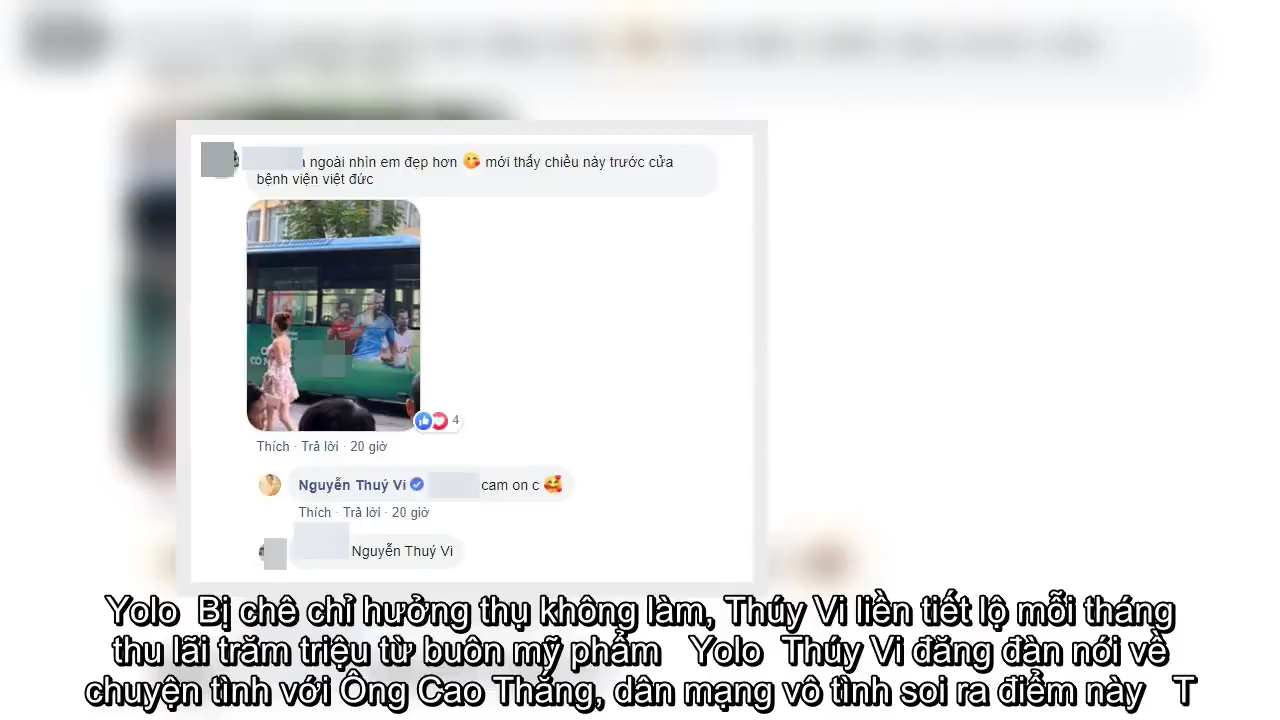 ngoài nhìn em đẹp hơn 😋 mới thấy chiều này trước cửa
bệnh viện việt đức
4
Thích · Trả lời · 20 giờ
Nguyễn Thuý Vi cam on c 🥰
Thích · Trả lời · 20 giờ
Nguyễn Thuý Vi
Yolo Bị chê chỉ hưởng thụ không làm, Thúy Vi liền tiết lộ mỗi tháng
thu lãi trăm triệu từ buôn mỹ phẩm Yolo Thúy Vi đăng đàn nói về
chuyện tình với Ông Cao Thắng, dân mạng vô tình soi ra điểm này T